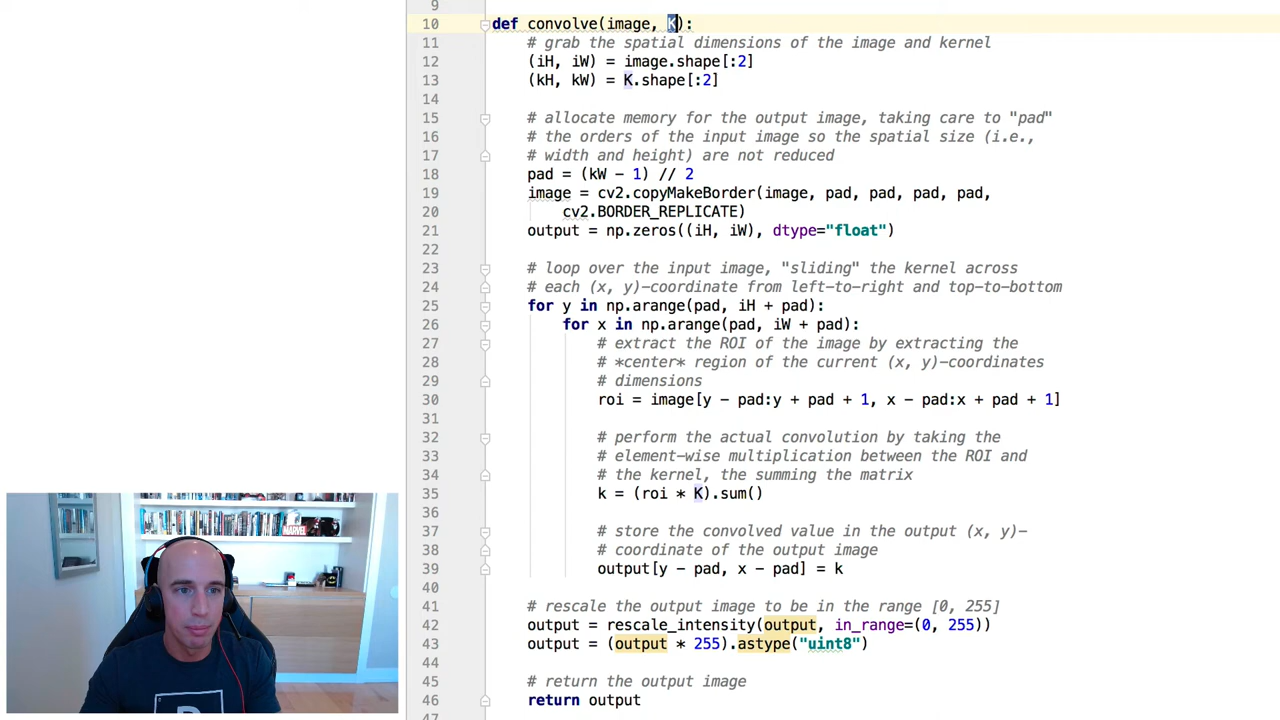 9
10 def convolve(image, K):
11 # grab the spatial dimensions of the image and kernel
12 (iH, iW) = image.shape[:2]
13 (kH, kW) = K.shape[:2]
14
15 # allocate memory for the output image, taking care to "pad"
16 # the orders of the input image so the spatial size (i.e.,
17 # width and height) are not reduced
18 pad = (kW - 1) // 2
19 image = cv2.copyMakeBorder(image, pad, pad, pad, pad,
20 cv2.BORDER_REPLICATE)
21 output = np.zeros((iH, iW), dtype="float")
22
23 # loop over the input image, "sliding" the kernel across
24 # each (x, y)-coordinate from left-to-right and top-to-bottom
25 for y in np.arange(pad, iH + pad):
26 for x in np.arange(pad, iW + pad):
27 # extract the ROI of the image by extracting the
28 # *center* region of the current (x, y)-coordinates
29 # dimensions
30 roi = image[y - pad:y + pad + 1, x - pad:x + pad + 1]
31
32 # perform the actual convolution by taking the
33 # element-wise multiplication between the ROI and
34 # the kernel, the summing the matrix
35 k = (roi * K).sum()
36
37 # store the convolved value in the output (x, y)-
38 # coordinate of the output image
39 output[y - pad, x - pad] = k
40
41 # rescale the output image to be in the range [0, 255]
42 output = rescale_intensity(output, in_range=(0, 255))
43 output = (output * 255).astype("uint8")
44
45 # return the output image
46 return output
47
MARVEL